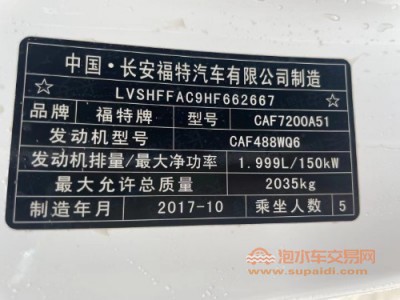 中国·长安福特汽车有限公司制造
☆ LVSHFFAC9HF662667 ☆
品牌 福特牌 型号 CAF7200A51
发动机型号 CAF488WQ6
发动机排量/最大净功率 1.999L/150kW
最大允许总质量 2035kg
制造年月 2017-10 乘坐人数 5
泡水车交易网
www.supaidi.com